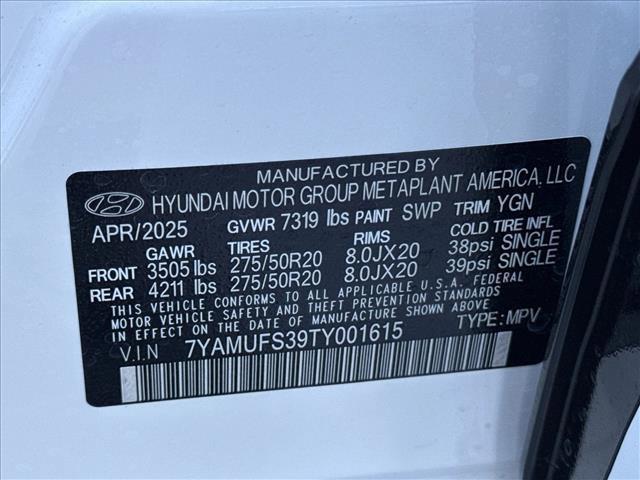 MANUFACTURED BY
HYUNDAI MOTOR GROUP METAPLANT AMERICA, LLC
APR/2025 GVWR 7319 lbs PAINT SWP TRIM YGN
GAWR TIRES RIMS COLD TIRE INFL
FRONT 3505 lbs 275/50R20 8.0JX20 38psi SINGLE
REAR 4211 lbs 275/50R20 8.0JX20 39psi SINGLE
THIS VEHICLE CONFORMS TO ALL APPLICABLE U.S.A. FEDERAL
MOTOR VEHICLE SAFETY AND THEFT PREVENTION STANDARDS
IN EFFECT ON THE DATE OF MANUFACTURE SHOWN ABOVE.
V.I.N 7YAMUFS39TY001615 TYPE: MPV